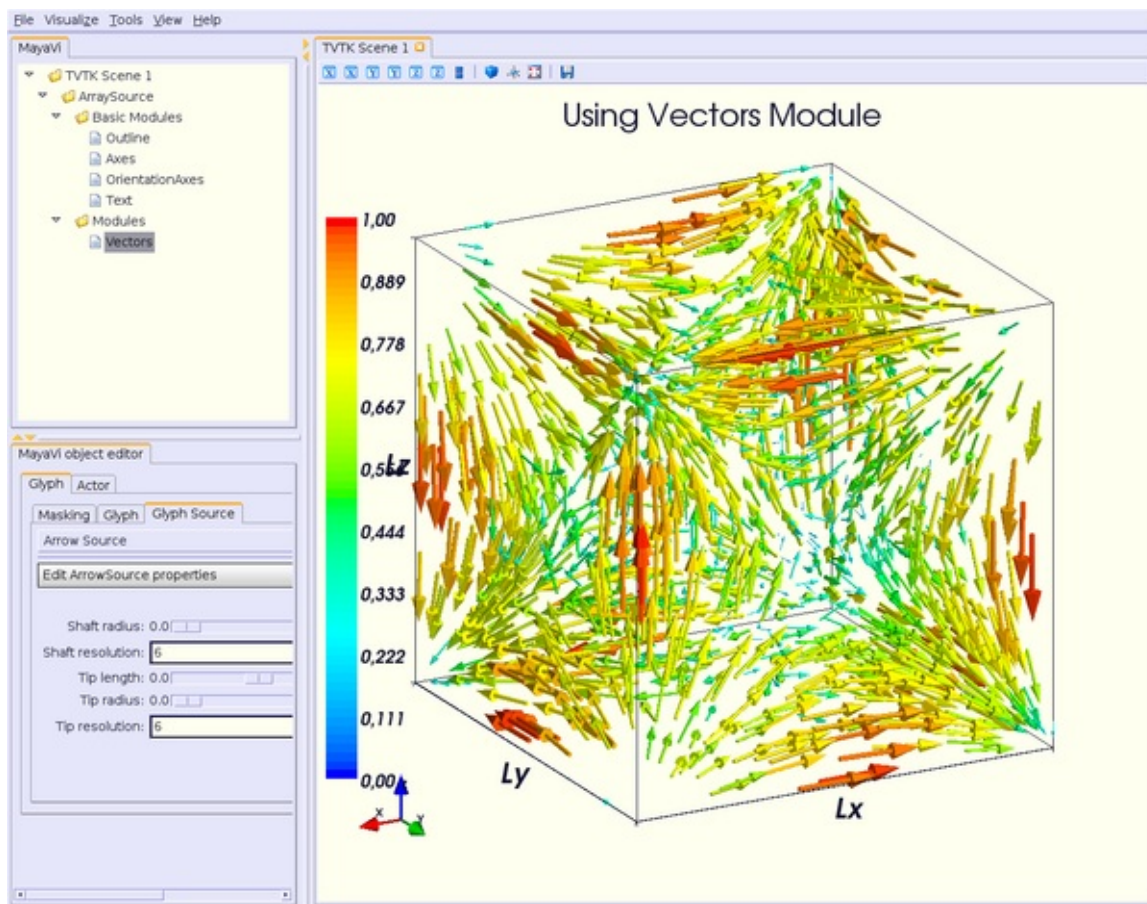 File Visualize Tools View Help
MayaVi
TVTK Scene 1
ArraySource
Basic Modules
Outline
Axes
OrientationAxes
Text
Modules
Vectors
MayaVi object editor
Glyph Actor
Masking Glyph Glyph Source
Arrow Source
Edit ArrowSource properties
Shaft radius: 0.0
Shaft resolution: 6
Tip length: 0.0
Tip radius: 0.0
Tip resolution: 6
TVTK Scene 1
X X Y Y Z Z
Using Vectors Module
1,00
0,889
0,778
0,667
Lz
0,444
0,333
0,222
0,111
0,00
Ly
Lx
X
Y